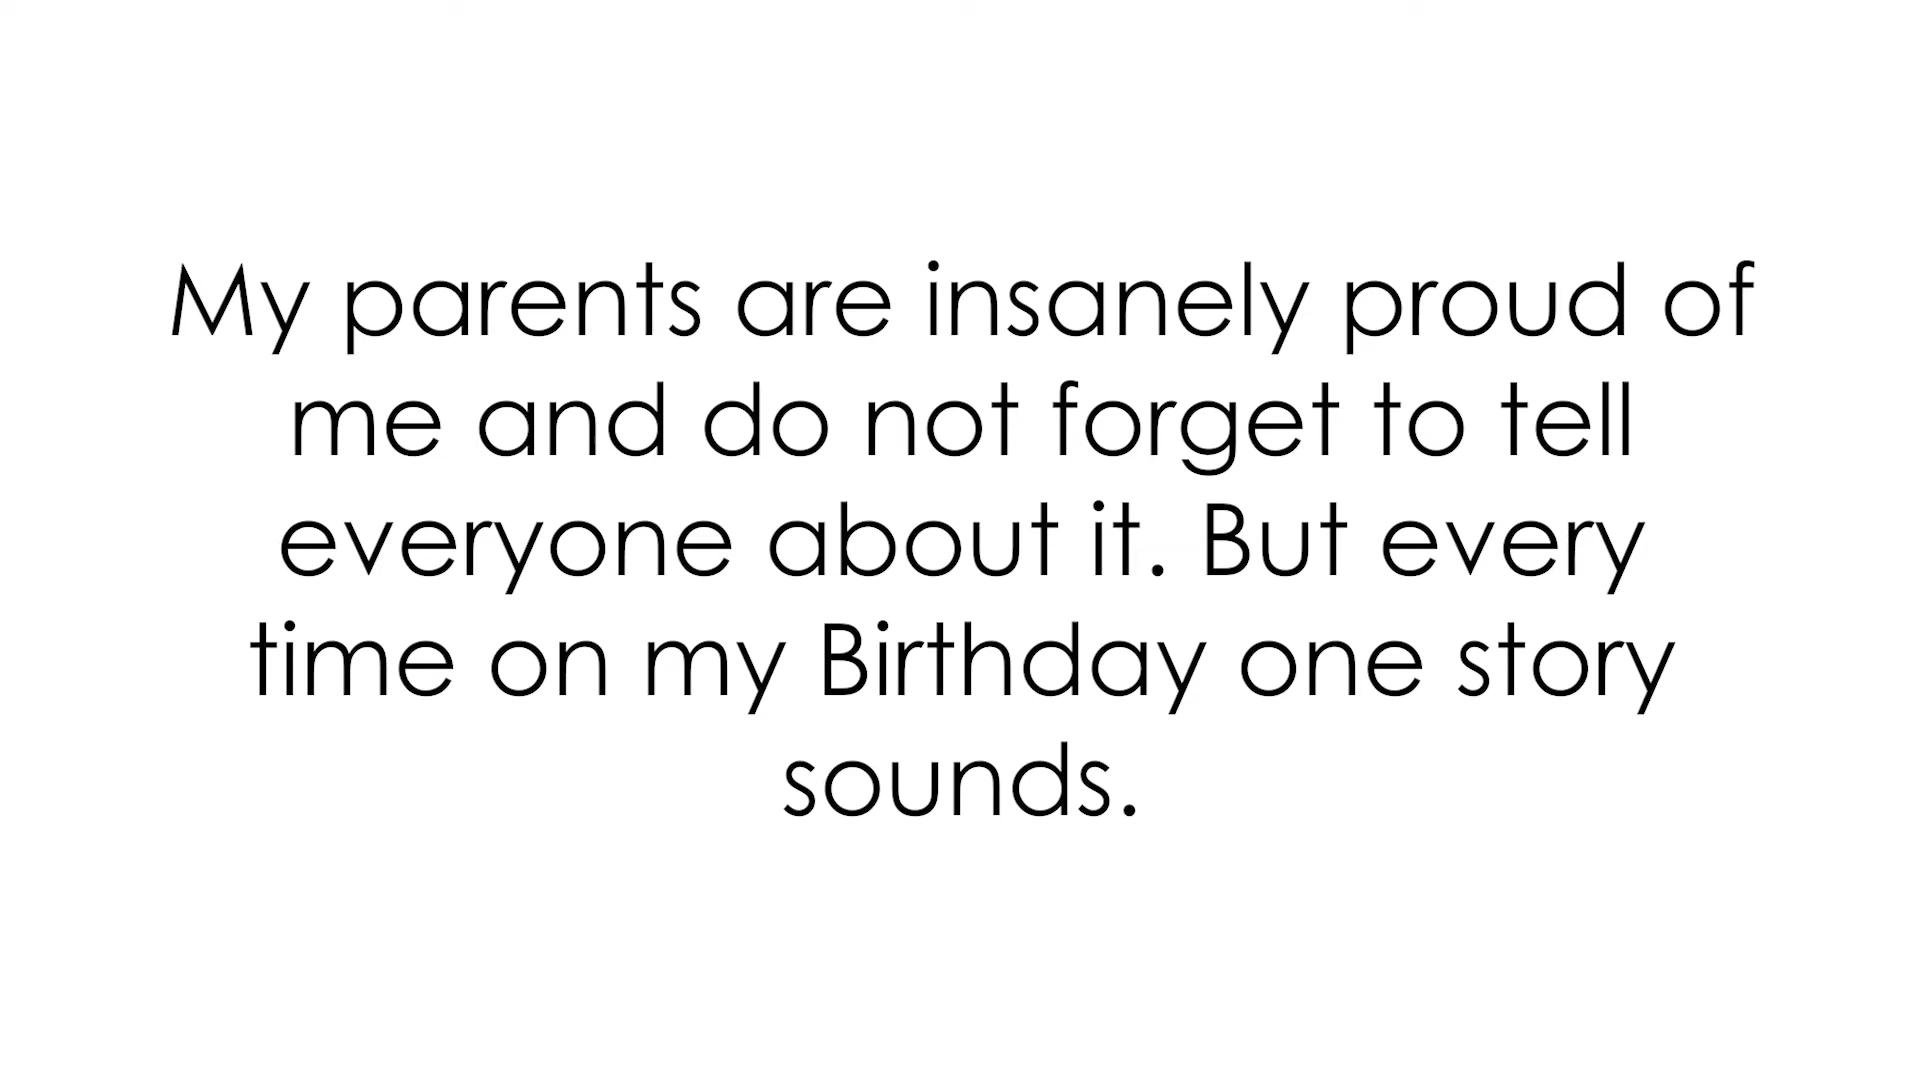 My parents are insanely proud of
me and do not forget to tell
everyone about it. But every
time on my Birthday one story
sounds.